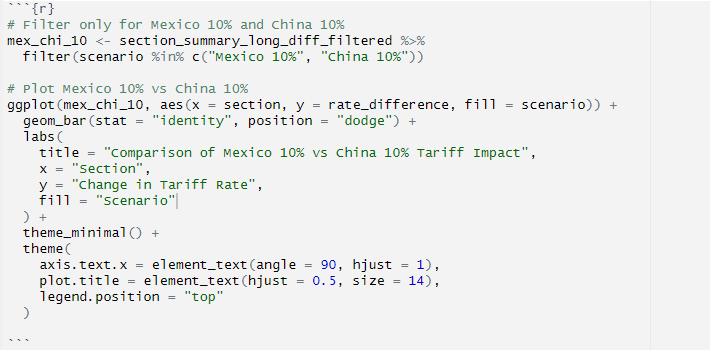 ```{r}
# Filter only for Mexico 10% and China 10%
mex_chi_10 <- section_summary_long_diff_filtered %>%
  filter(scenario %in% c("Mexico 10%", "China 10%"))

# Plot Mexico 10% vs China 10%
ggplot(mex_chi_10, aes(x = section, y = rate_difference, fill = scenario)) +
  geom_bar(stat = "identity", position = "dodge") +
  labs(
    title = "Comparison of Mexico 10% vs China 10% Tariff Impact",
    x = "Section",
    y = "Change in Tariff Rate",
    fill = "Scenario"
  ) +
  theme_minimal() +
  theme(
    axis.text.x = element_text(angle = 90, hjust = 1),
    plot.title = element_text(hjust = 0.5, size = 14),
    legend.position = "top"
  )

```